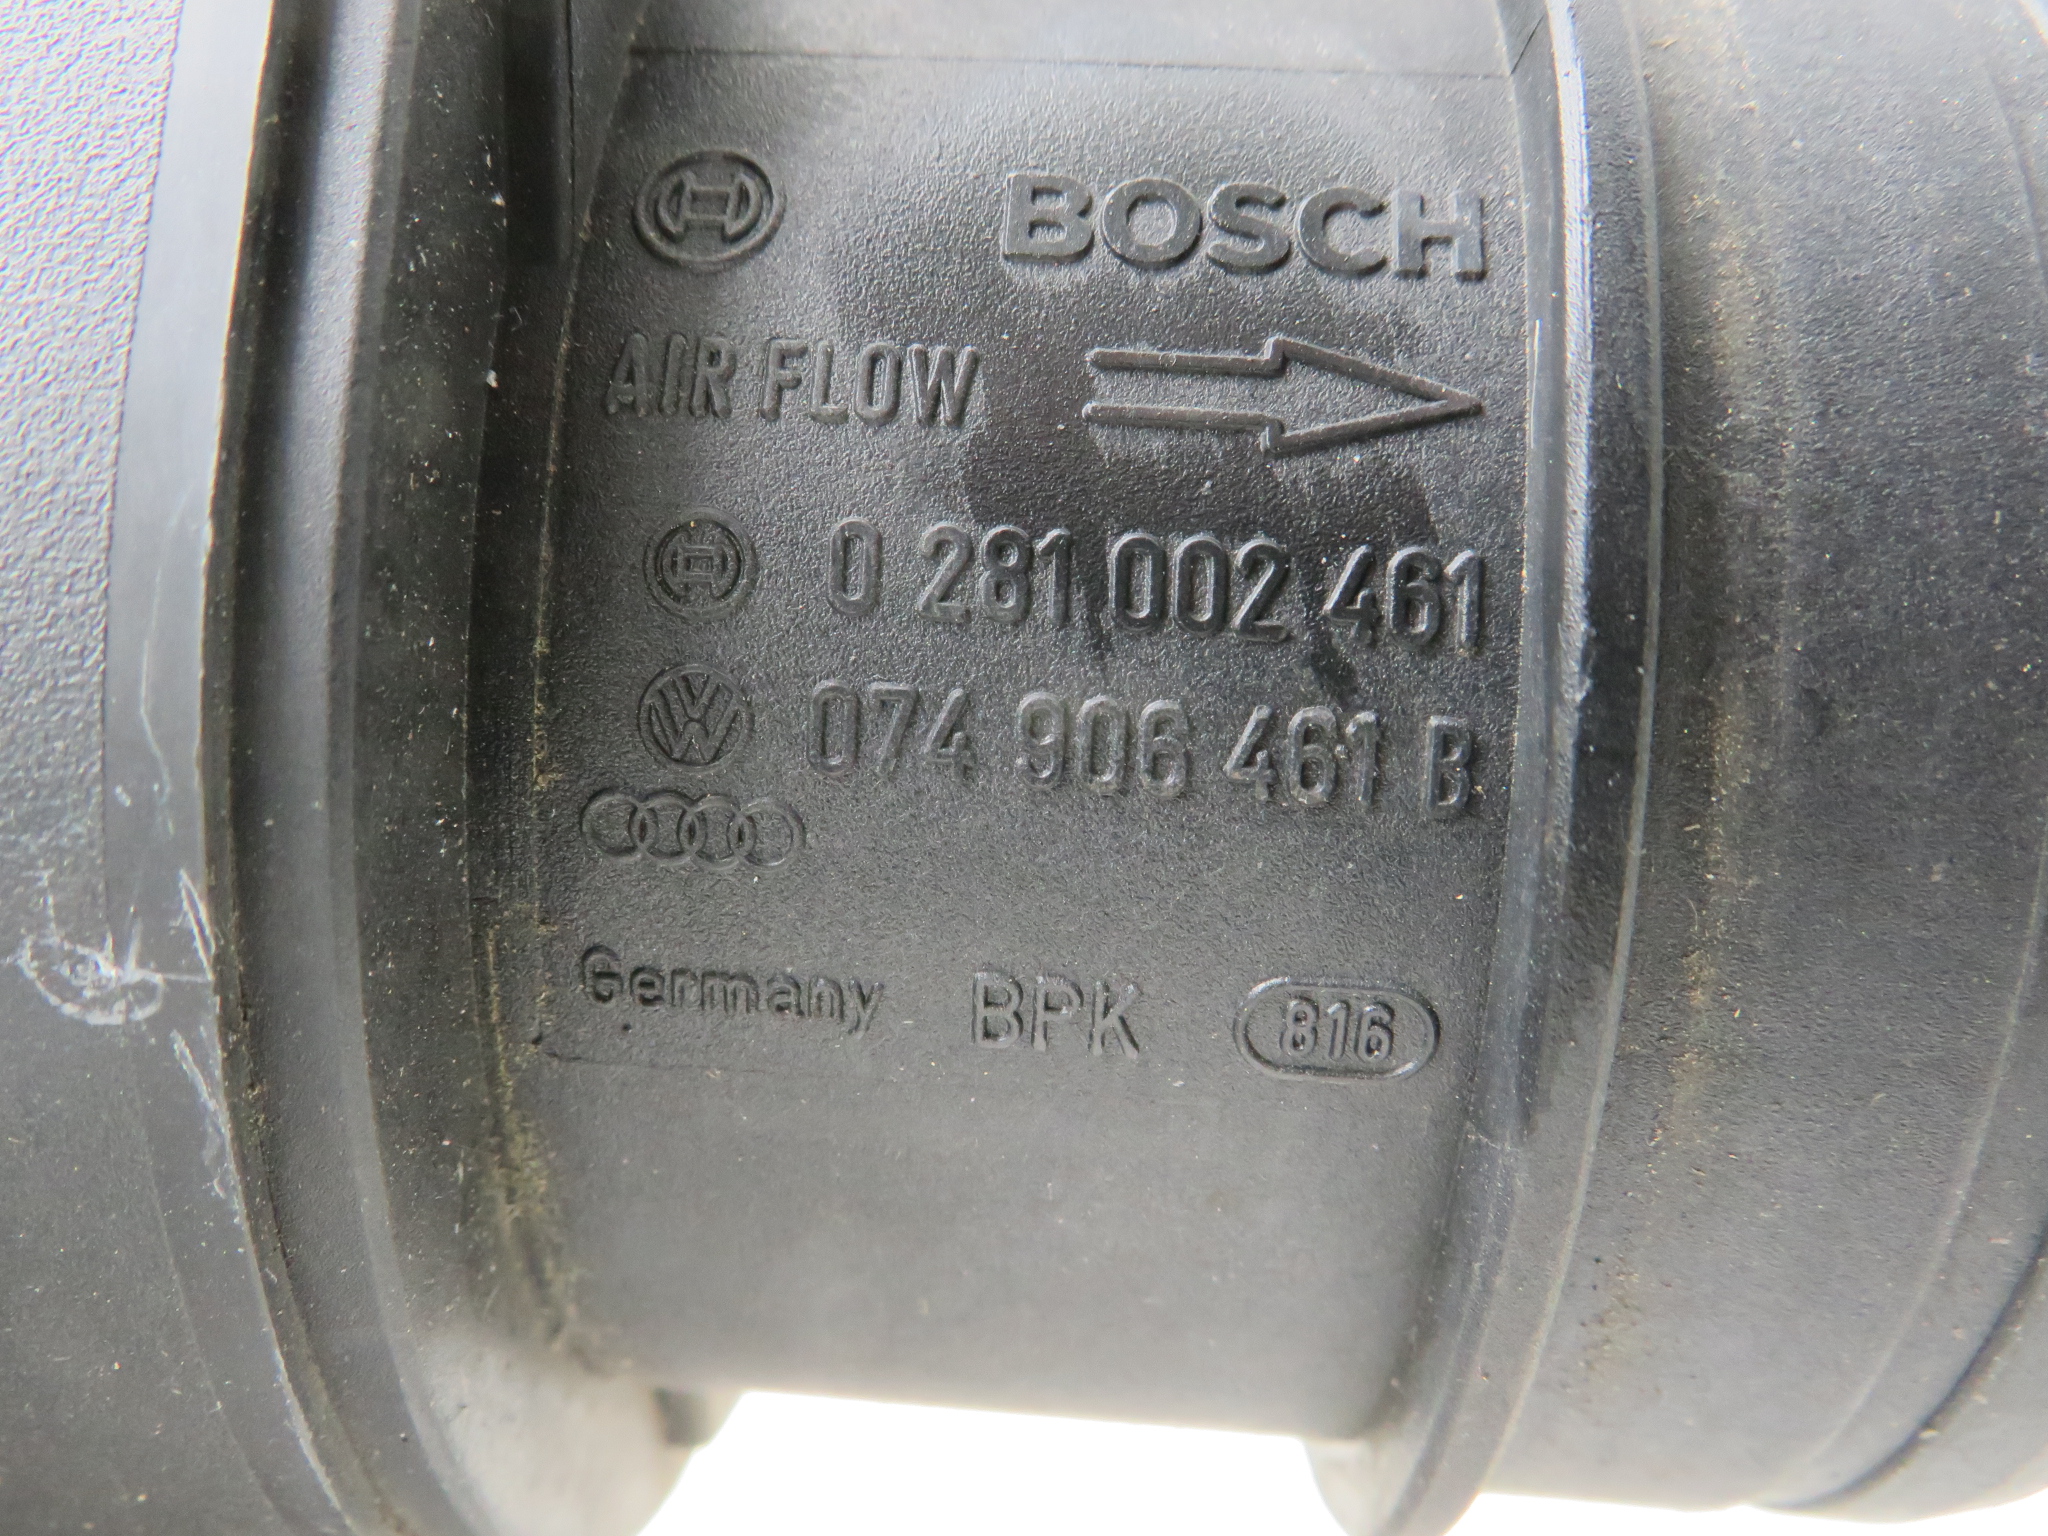 BOSCH
AIR FLOW
0 281 002 461
074 906 461 B
Germany BPK 816